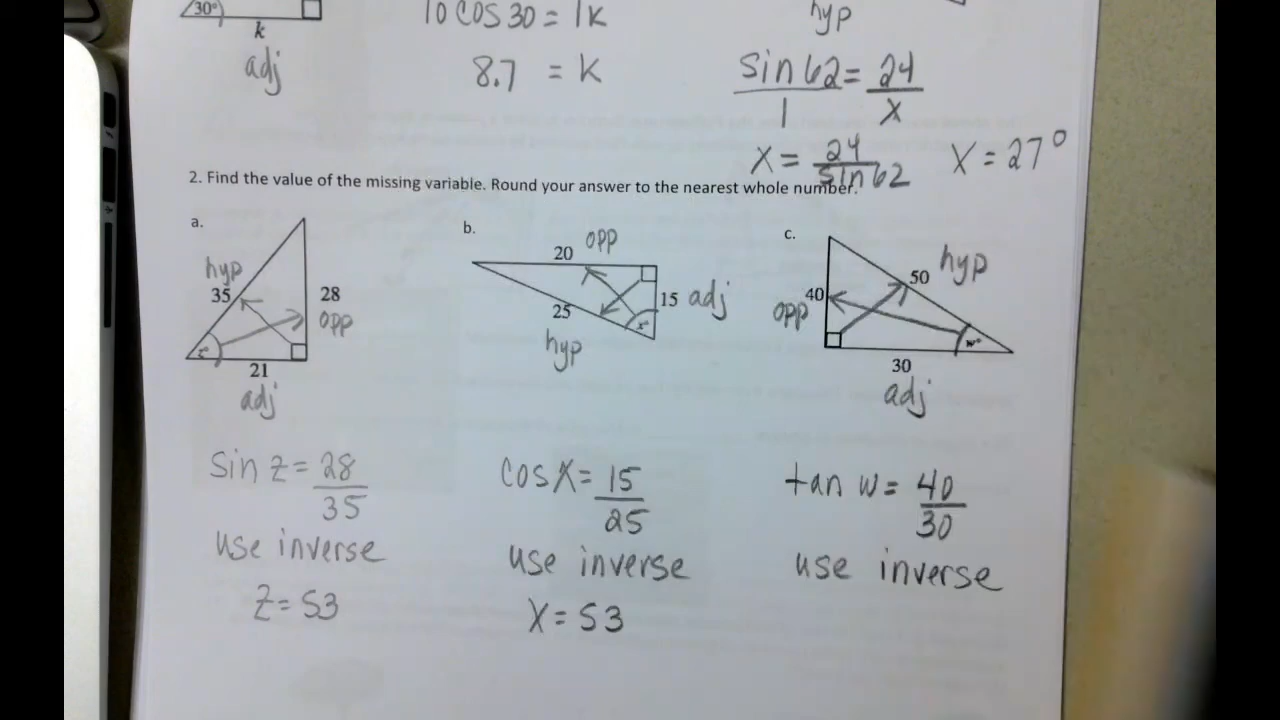 30°
k
adj
10 cos 30 = 1k
8.7 = k
hyp
sin 62 = 24
1 x
x = 24
sin 62
x = 27°
2. Find the value of the missing variable. Round your answer to the nearest whole number.
a.
hyp
35
28
opp
z°
21
adj
b.
20 opp
15 adj
25
x°
hyp
c.
50 hyp
40
opp
w°
30
adj
sin z = 28
35
use inverse
z = 53
cos x = 15
25
use inverse
x = 53
tan w = 40
30
use inverse